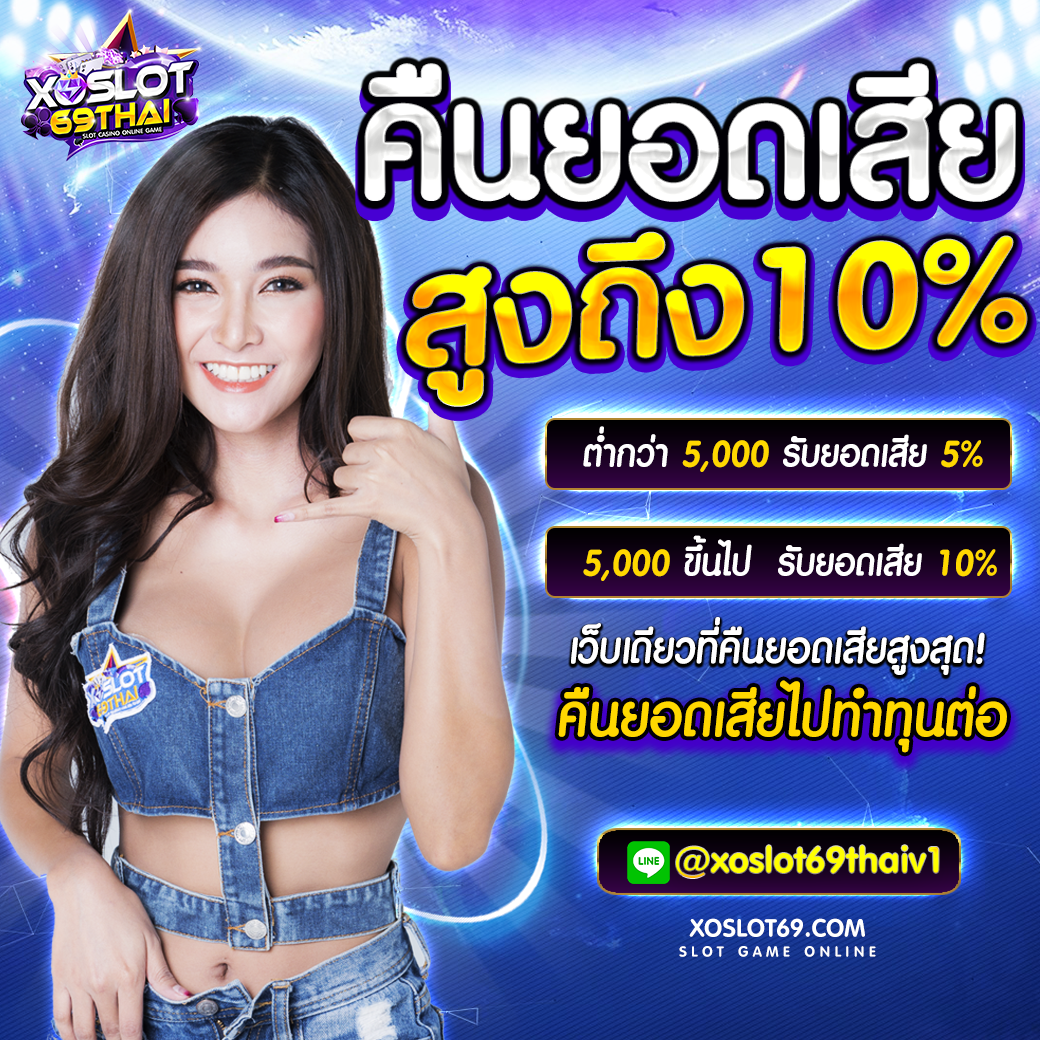 XOSLOT
69THAI
SLOT CASINO ONLINE GAME
คืนยอดเสีย
สูงถึง10%
ต่ำกว่า 5,000 รับยอดเสีย 5%
5,000 ขึ้นไป รับยอดเสีย 10%
เว็บเดียวที่คืนยอดเสียสูงสุด!
คืนยอดเสียไปทำทุนต่อ
XOSLOT
69THAI
LINE @xoslot69thaiv1
XOSLOT69.COM
SLOT GAME ONLINE